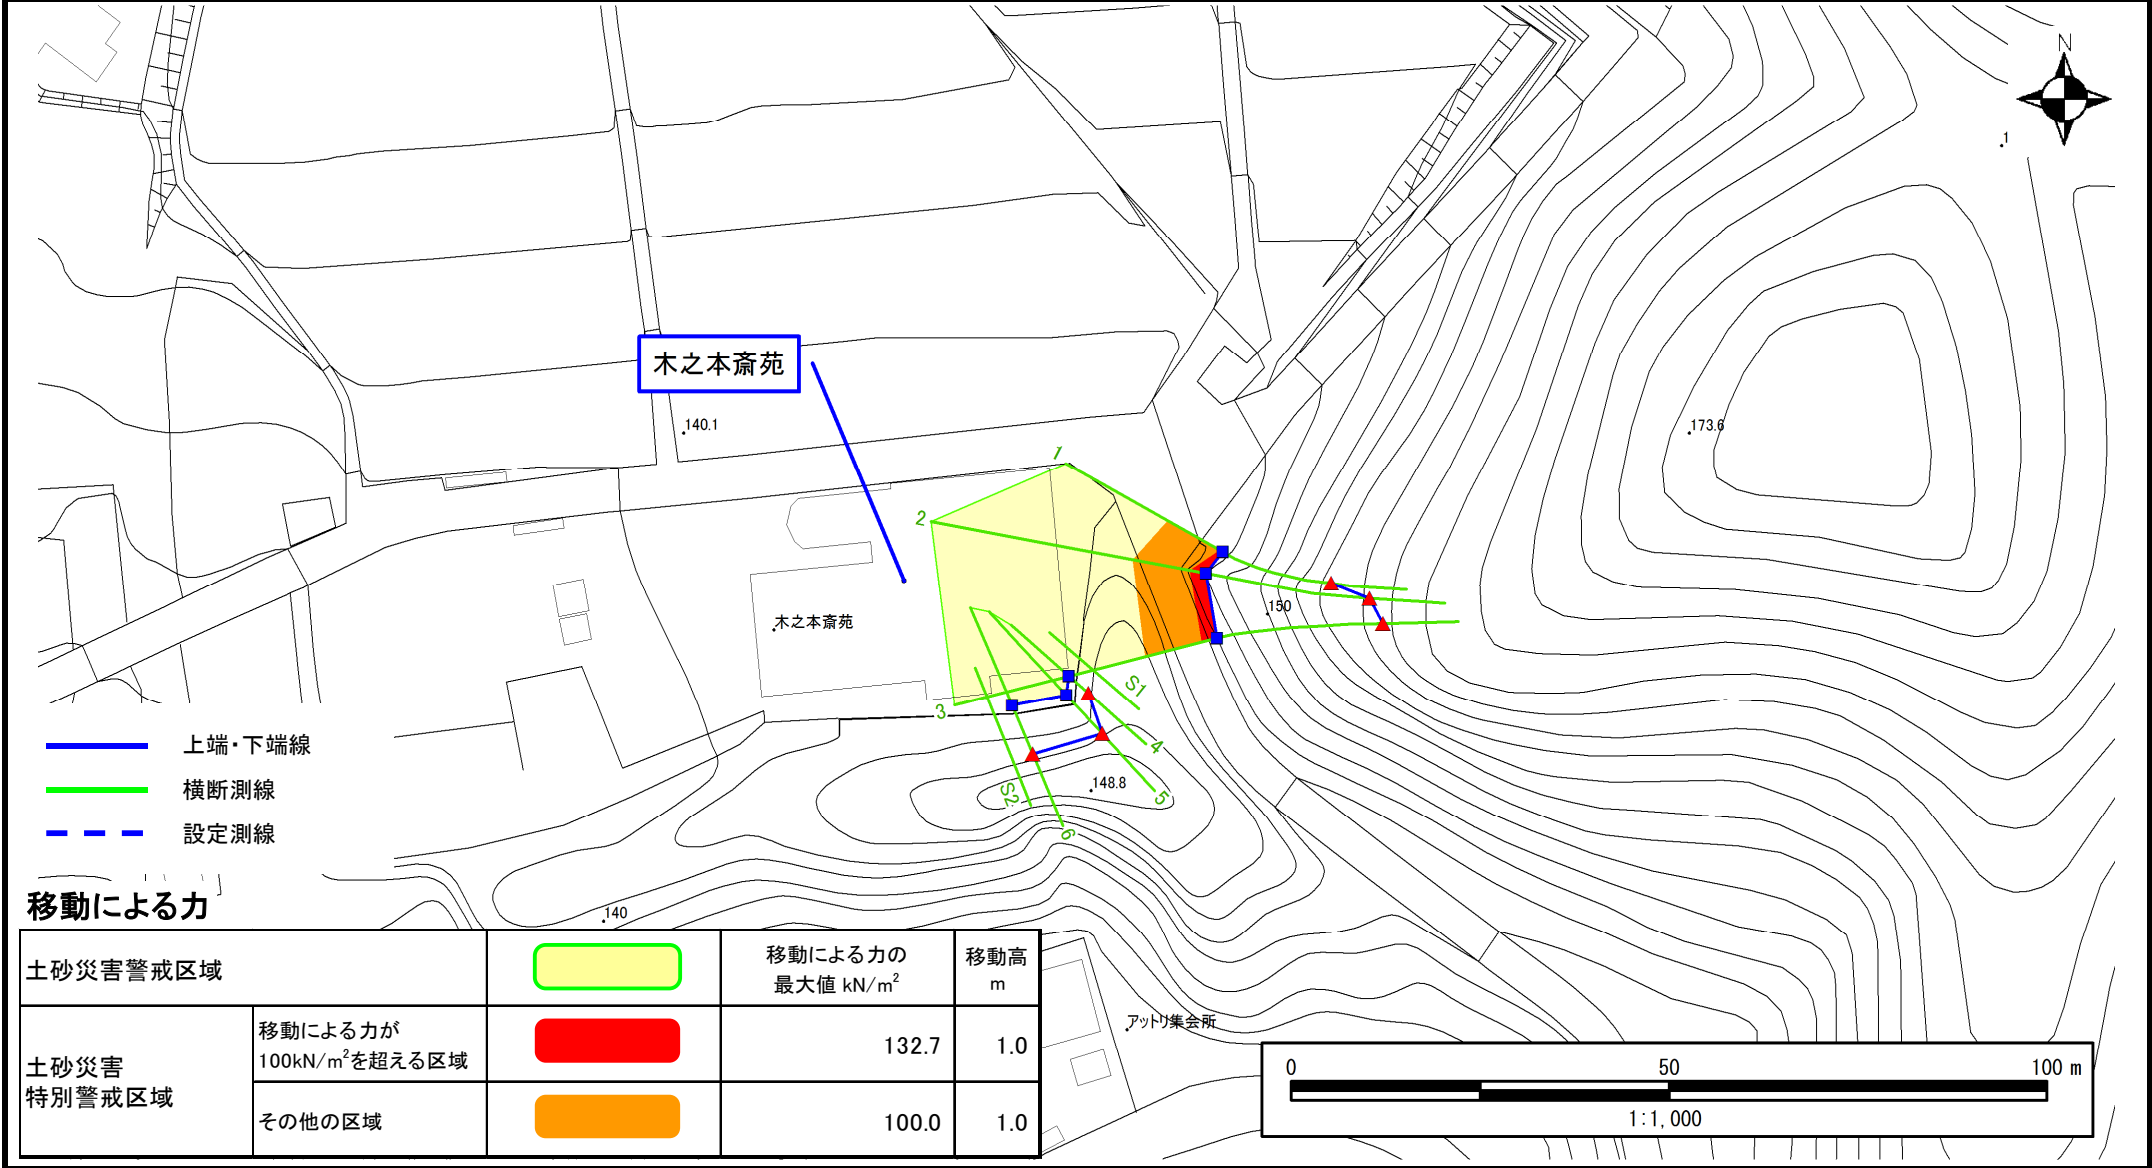 N
1
木之本斎苑
140.1
173.6
1
2
150
木之本斎苑
3
S1
4
148.8
S2
5
6
上端・下端線
横断測線
設定測線
140
移動による力
土砂災害警戒区域
移動による力の
最大値 kN/m²
移動高
m
土砂災害
特別警戒区域
移動による力が
100kN/m²を超える区域
132.7
1.0
その他の区域
100.0
1.0
アットリ集会所
0
50
100 m
1:1,000